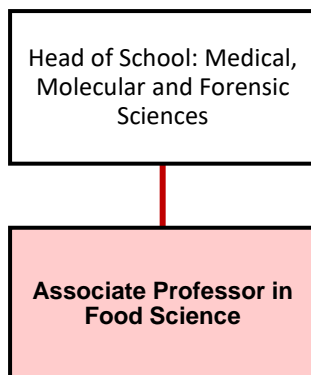 Head of School: Medical,
Molecular and Forensic
Sciences
Associate Professor in
Food Science